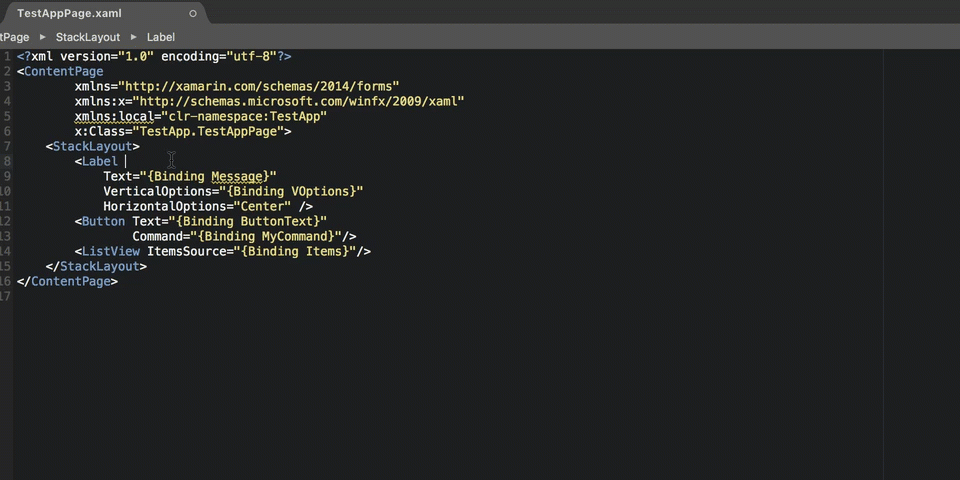 TestAppPage.xaml
tPage ▸ StackLayout ▸ Label
1 <?xml version="1.0" encoding="utf-8"?>
2 <ContentPage
3 xmlns="http://xamarin.com/schemas/2014/forms"
4 xmlns:x="http://schemas.microsoft.com/winfx/2009/xaml"
5 xmlns:local="clr-namespace:TestApp"
6 x:Class="TestApp.TestAppPage">
7 <StackLayout>
8 <Label
9 Text="{Binding Message}"
10 VerticalOptions="{Binding VOptions}"
11 HorizontalOptions="Center" />
12 <Button Text="{Binding ButtonText}"
13 Command="{Binding MyCommand}"/>
14 <ListView ItemsSource="{Binding Items}"/>
15 </StackLayout>
16 </ContentPage>
17